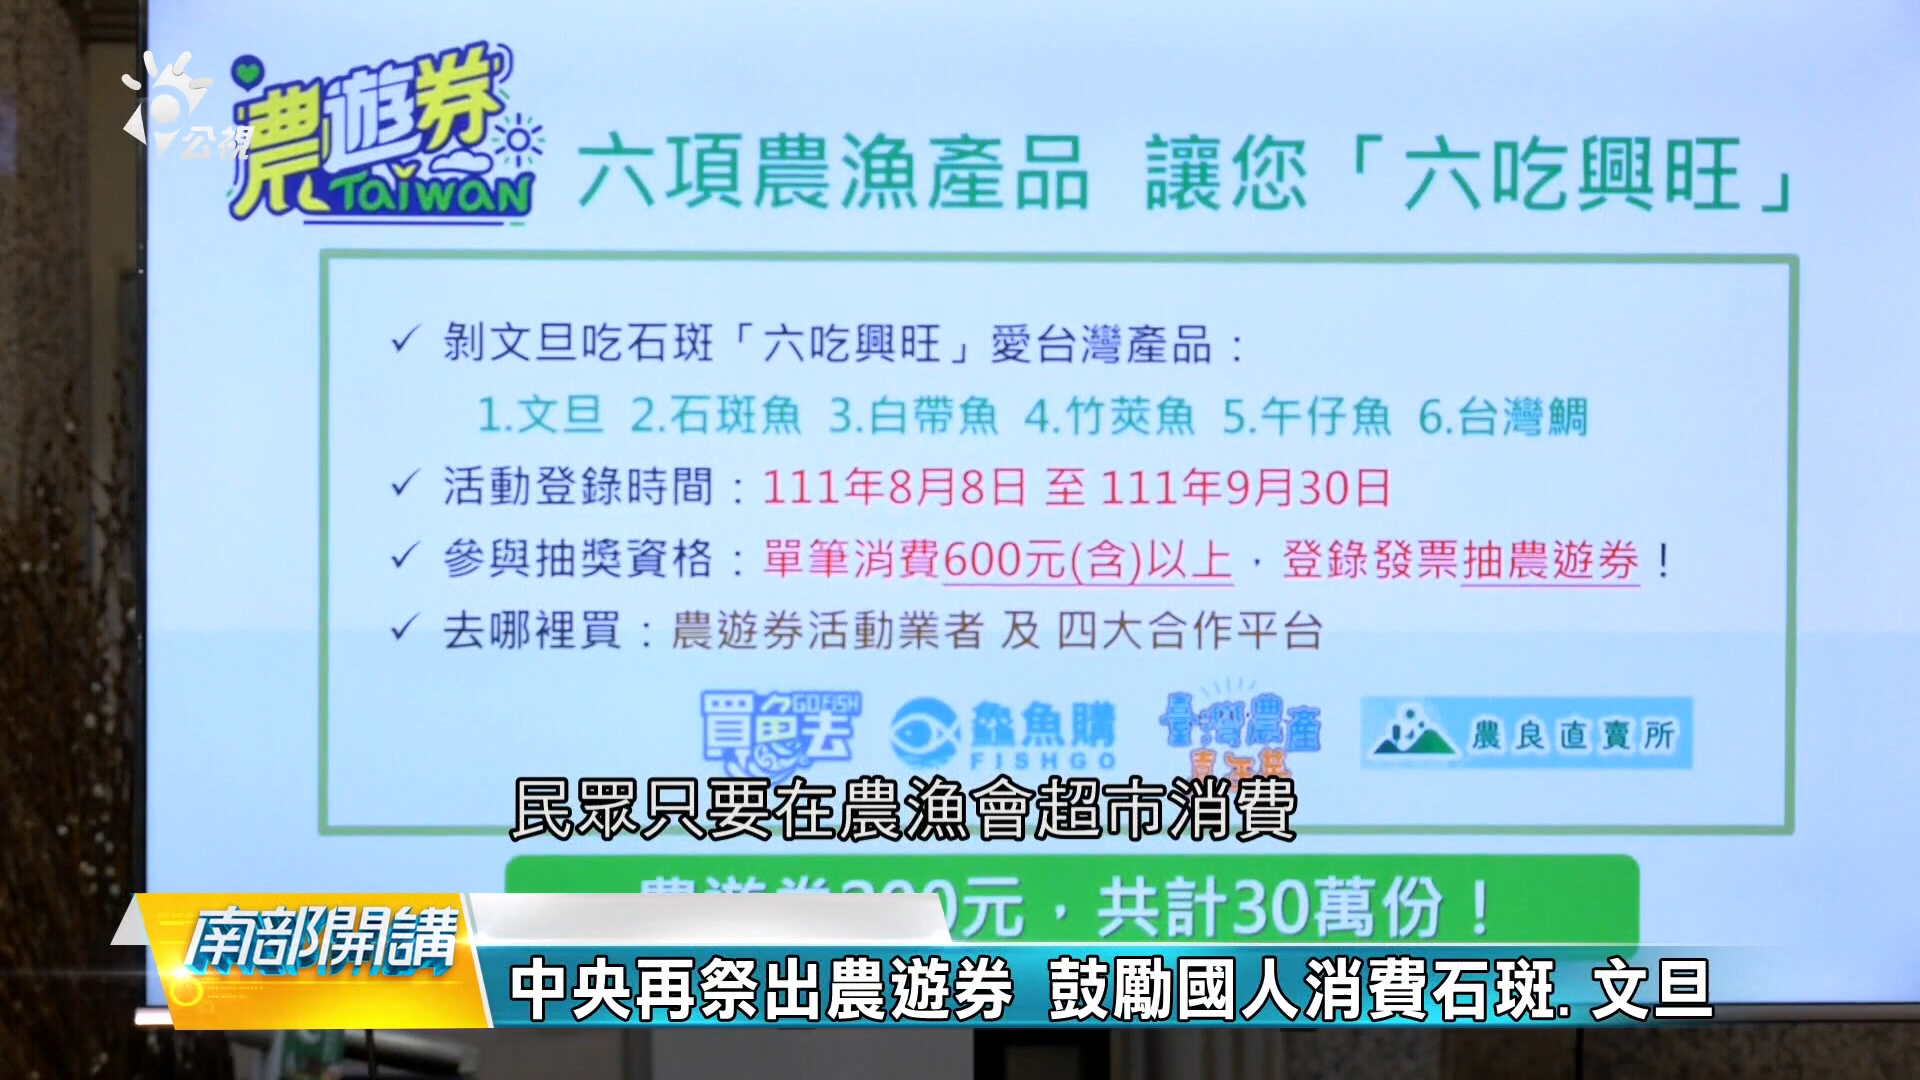 公視
農遊券
TAIWAN
六項農漁產品 讓您「六吃興旺」
✓ 剝文旦吃石斑「六吃興旺」愛台灣產品：
1.文旦 2.石斑魚 3.白帶魚 4.竹莢魚 5.午仔魚 6.台灣鯛
✓ 活動登錄時間：111年8月8日 至 111年9月30日
✓ 參與抽獎資格：單筆消費600元(含)以上，登錄發票抽農遊券！
✓ 去哪裡買：農遊券活動業者 及 四大合作平台
買魚去 GO FISH
鱻魚購
FISHGO
臺灣農產
農良直賣所
民眾只要在農漁會超市消費
元，共計30萬份！
南部開講
中央再祭出農遊券 鼓勵國人消費石斑.文旦